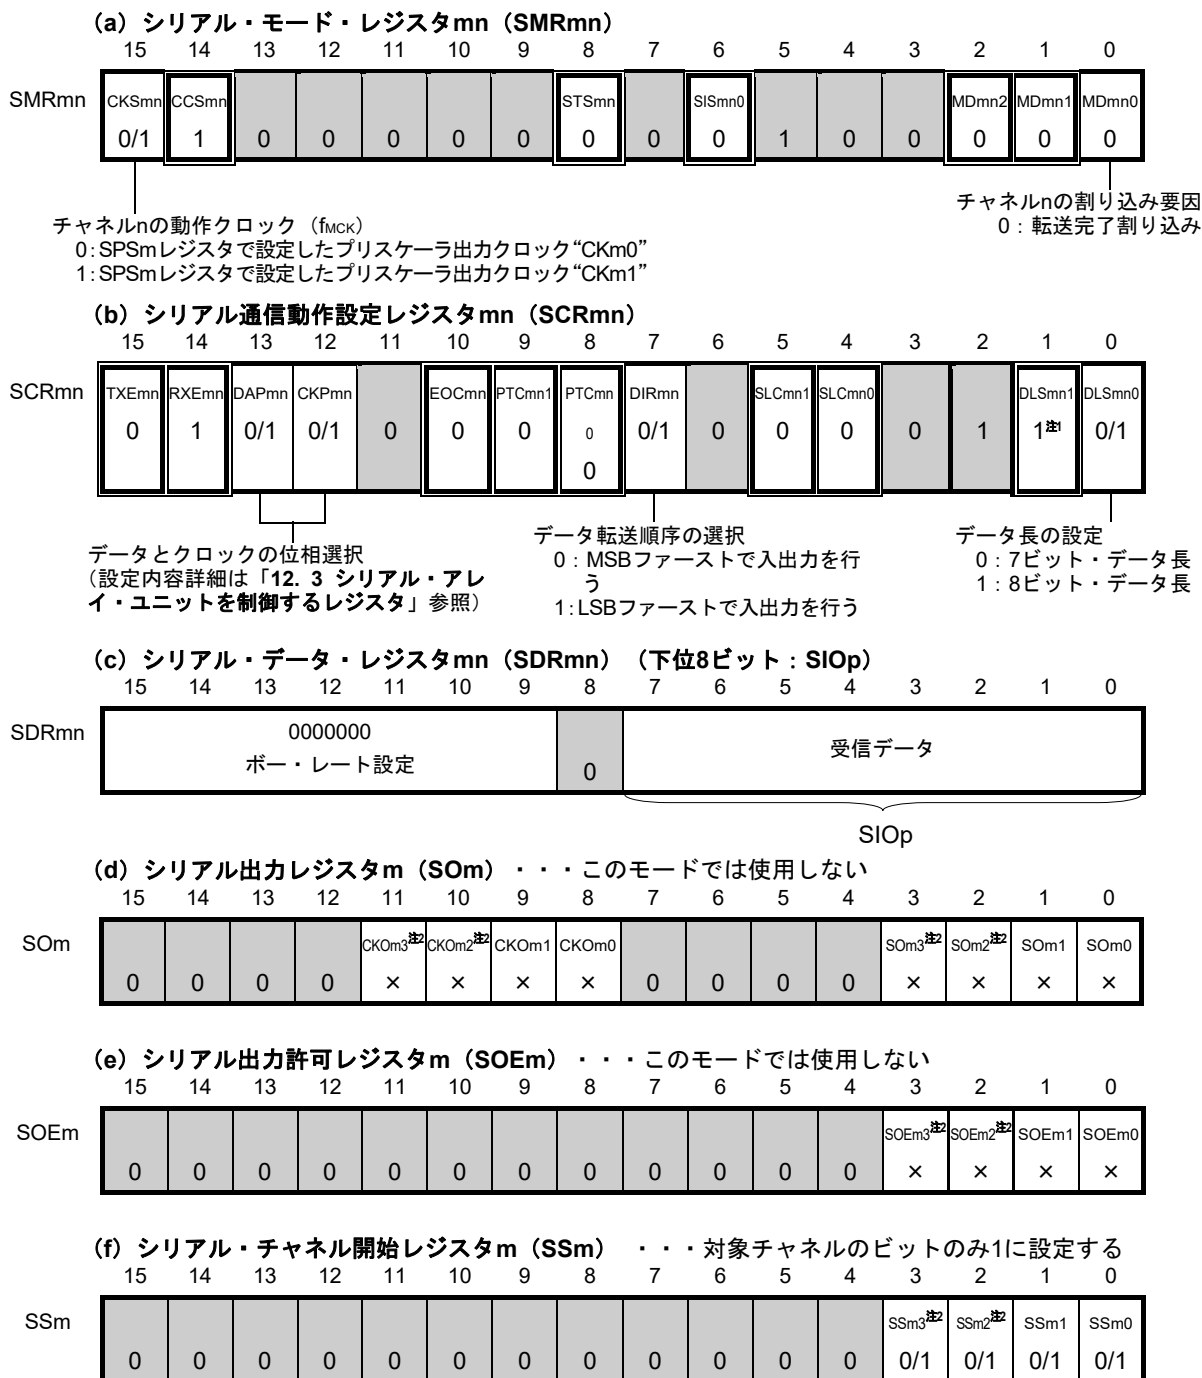 (a) シリアル・モード・レジスタmn（SMRmn）
15 14 13 12 11 10 9 8 7 6 5 4 3 2 1 0
SMRmn CKSmn CCSmn STSmn SISmn0 MDmn2 MDmn1 MDmn0
0/1 1 0 0 0 0 0 0 0 0 1 0 0 0 0 0
チャネルnの動作クロック（fMCK）
0：SPSmレジスタで設定したプリスケーラ出力クロック“CKm0”
1：SPSmレジスタで設定したプリスケーラ出力クロック“CKm1”
チャネルnの割り込み要因
0：転送完了割り込み
(b) シリアル通信動作設定レジスタmn（SCRmn）
15 14 13 12 11 10 9 8 7 6 5 4 3 2 1 0
SCRmn TXEmn RXEmn DAPmn CKPmn EOCmn PTCmn1 PTCmn DIRmn SLCmn1 SLCmn0 DLSmn1 DLSmn0
0 1 0/1 0/1 0 0 0 0 0/1 0 0 0 0 1 1注1 0/1
0
データとクロックの位相選択
（設定内容詳細は「12. 3 シリアル・アレ
イ・ユニットを制御するレジスタ」参照）
データ転送順序の選択
0：MSBファーストで入出力を行
う
1：LSBファーストで入出力を行う
データ長の設定
0：7ビット・データ長
1：8ビット・データ長
(c) シリアル・データ・レジスタmn（SDRmn）（下位8ビット：SIOp）
15 14 13 12 11 10 9 8 7 6 5 4 3 2 1 0
SDRmn 0000000
ボー・レート設定 0 受信データ
SIOp
(d) シリアル出力レジスタm（SOm）・・・このモードでは使用しない
15 14 13 12 11 10 9 8 7 6 5 4 3 2 1 0
SOm CKOm3注2 CKOm2注2 CKOm1 CKOm0 SOm3注2 SOm2注2 SOm1 SOm0
0 0 0 0 × × × × 0 0 0 0 × × × ×
(e) シリアル出力許可レジスタm（SOEm）・・・このモードでは使用しない
15 14 13 12 11 10 9 8 7 6 5 4 3 2 1 0
SOEm SOEm3注2 SOEm2注2 SOEm1 SOEm0
0 0 0 0 0 0 0 0 0 0 0 0 × × × ×
(f) シリアル・チャネル開始レジスタm（SSm）・・・対象チャネルのビットのみ1に設定する
15 14 13 12 11 10 9 8 7 6 5 4 3 2 1 0
SSm SSm3注2 SSm2注2 SSm1 SSm0
0 0 0 0 0 0 0 0 0 0 0 0 0/1 0/1 0/1 0/1